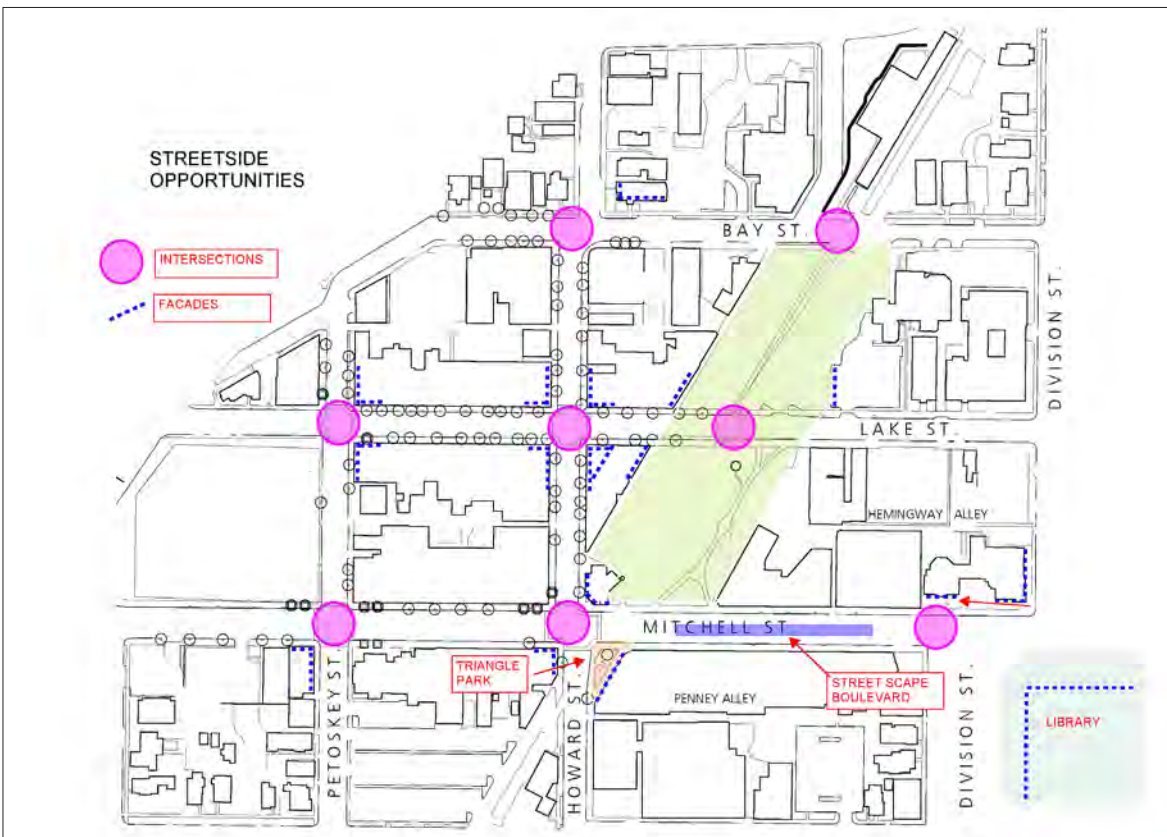 STREETSIDE
OPPORTUNITIES
INTERSECTIONS
FACADES
BAY ST.
DIVISION ST.
LAKE ST.
HEMINGWAY ALLEY
MITCHELL ST
TRIANGLE
PARK
STREET SCAPE
BOULEVARD
PENNEY ALLEY
LIBRARY
PETOSKEY ST.
HOWARD ST.
DIVISION ST.